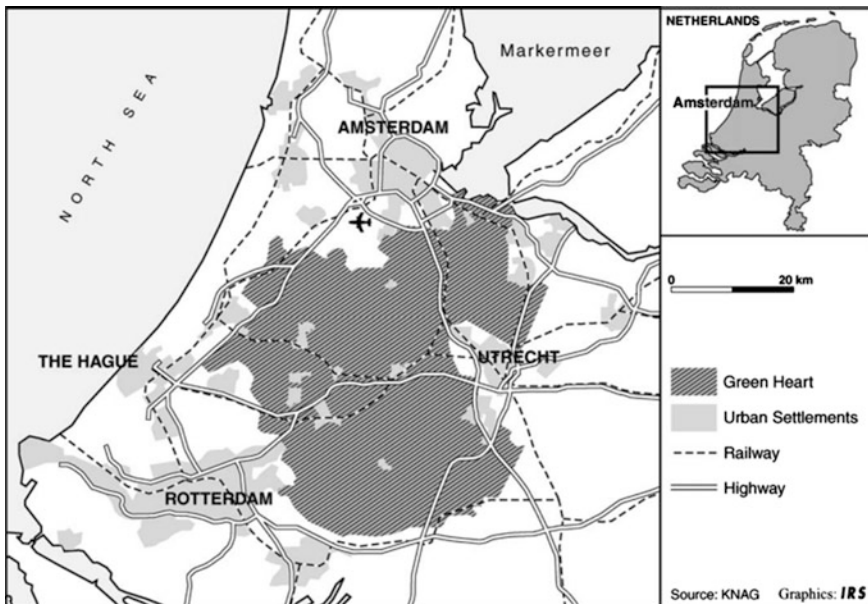 NORTH SEA
Markermeer
AMSTERDAM
THE HAGUE
UTRECHT
ROTTERDAM
NETHERLANDS
Amsterdam
0 20 km
Green Heart
Urban Settlements
Railway
Highway
Source: KNAG Graphics: IRS